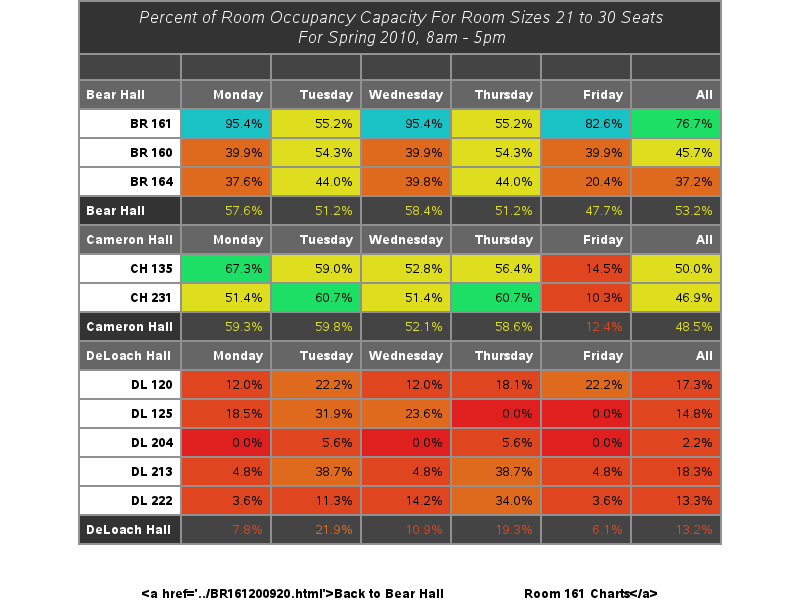 Percent of Room Occupancy Capacity For Room Sizes 21 to 30 Seats
For Spring 2010, 8am - 5pm
Bear Hall Monday Tuesday Wednesday Thursday Friday All
BR 161 95.4% 55.2% 95.4% 55.2% 82.6% 76.7%
BR 160 39.9% 54.3% 39.9% 54.3% 39.9% 45.7%
BR 164 37.6% 44.0% 39.8% 44.0% 20.4% 37.2%
Bear Hall 57.6% 51.2% 58.4% 51.2% 47.7% 53.2%
Cameron Hall Monday Tuesday Wednesday Thursday Friday All
CH 135 67.3% 59.0% 52.8% 56.4% 14.5% 50.0%
CH 231 51.4% 60.7% 51.4% 60.7% 10.3% 46.9%
Cameron Hall 59.3% 59.8% 52.1% 58.6% 12.4% 48.5%
DeLoach Hall Monday Tuesday Wednesday Thursday Friday All
DL 120 12.0% 22.2% 12.0% 18.1% 22.2% 17.3%
DL 125 18.5% 31.9% 23.6% 0.0% 0.0% 14.8%
DL 204 0.0% 5.6% 0.0% 5.6% 0.0% 2.2%
DL 213 4.8% 38.7% 4.8% 38.7% 4.8% 18.3%
DL 222 3.6% 11.3% 14.2% 34.0% 3.6% 13.3%
DeLoach Hall 7.8% 21.9% 10.9% 19.3% 6.1% 13.2%
<a href='../BR161200920.html'>Back to Bear Hall Room 161 Charts</a>